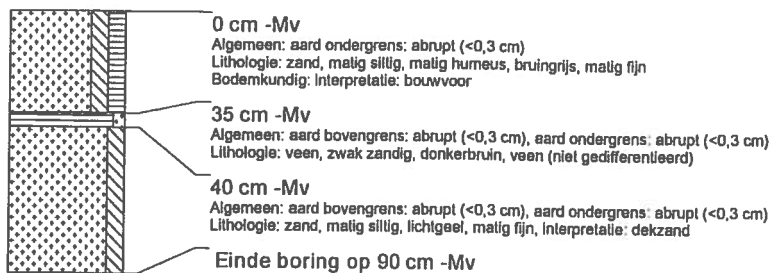 0 cm -Mv
Algemeen: aard ondergrens: abrupt (<0,3 cm)
Lithologie: zand, matig siltig, matig humeus, bruingrijs, matig fijn
Bodemkundig: Interpretatie: bouwvoor
35 cm -Mv
Algemeen: aard bovengrens: abrupt (<0,3 cm), aard ondergrens: abrupt (<0,3 cm)
Lithologie: veen, zwak zandig, donkerbruin, veen (niet gedifferentieerd)
40 cm -Mv
Algemeen: aard bovengrens: abrupt (<0,3 cm), aard ondergrens: abrupt (<0,3 cm)
Lithologie: zand, matig siltig, lichtgeel, matig fijn, Interpretatie: dekzand
Einde boring op 90 cm -Mv